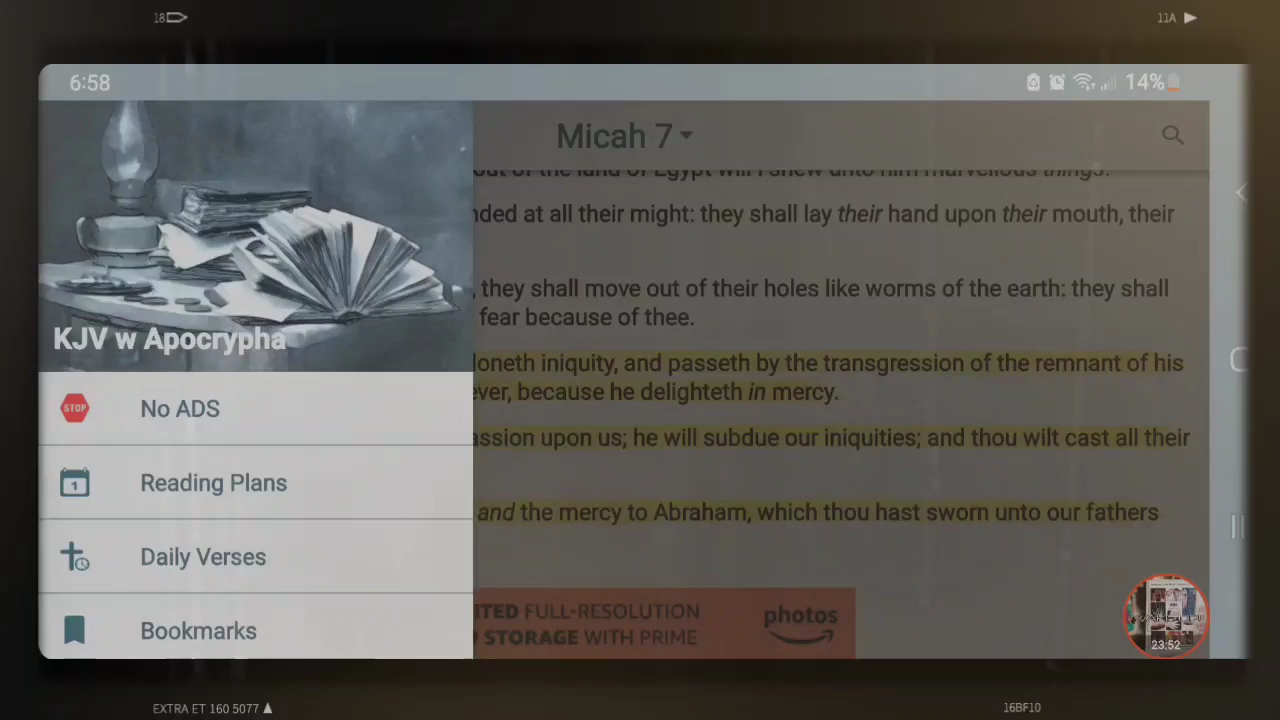 18
11A
6:58
14%
Micah 7
KJV w Apocrypha
STOP
No ADS
1
Reading Plans
Daily Verses
Bookmarks
out of the land of Egypt will I shew unto him marvellous things.
nded at all their might: they shall lay their hand upon their mouth, their
, they shall move out of their holes like worms of the earth: they shall
fear because of thee.
oneth iniquity, and passeth by the transgression of the remnant of his
ever, because he delighteth in mercy.
assion upon us; he will subdue our iniquities; and thou wilt cast all their
and the mercy to Abraham, which thou hast sworn unto our fathers
ITED FULL-RESOLUTION
STORAGE WITH PRIME
photos
23:52
EXTRA ET 160 5077
16BF10